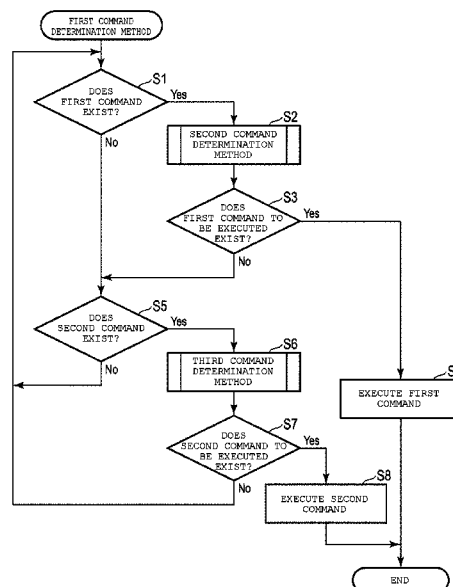 FIRST COMMAND
DETERMINATION METHOD
S1
DOES
FIRST COMMAND
EXIST?
Yes
No
S2
SECOND COMMAND
DETERMINATION
METHOD
S3
DOES
FIRST COMMAND TO
BE EXECUTED
EXIST?
Yes
No
S5
DOES
SECOND COMMAND
EXIST?
Yes
No
S6
THIRD COMMAND
DETERMINATION
METHOD
S
EXECUTE FIRST
COMMAND
S7
DOES
SECOND COMMAND TO
BE EXECUTED
EXIST?
Yes
No
S8
EXECUTE SECOND
COMMAND
END